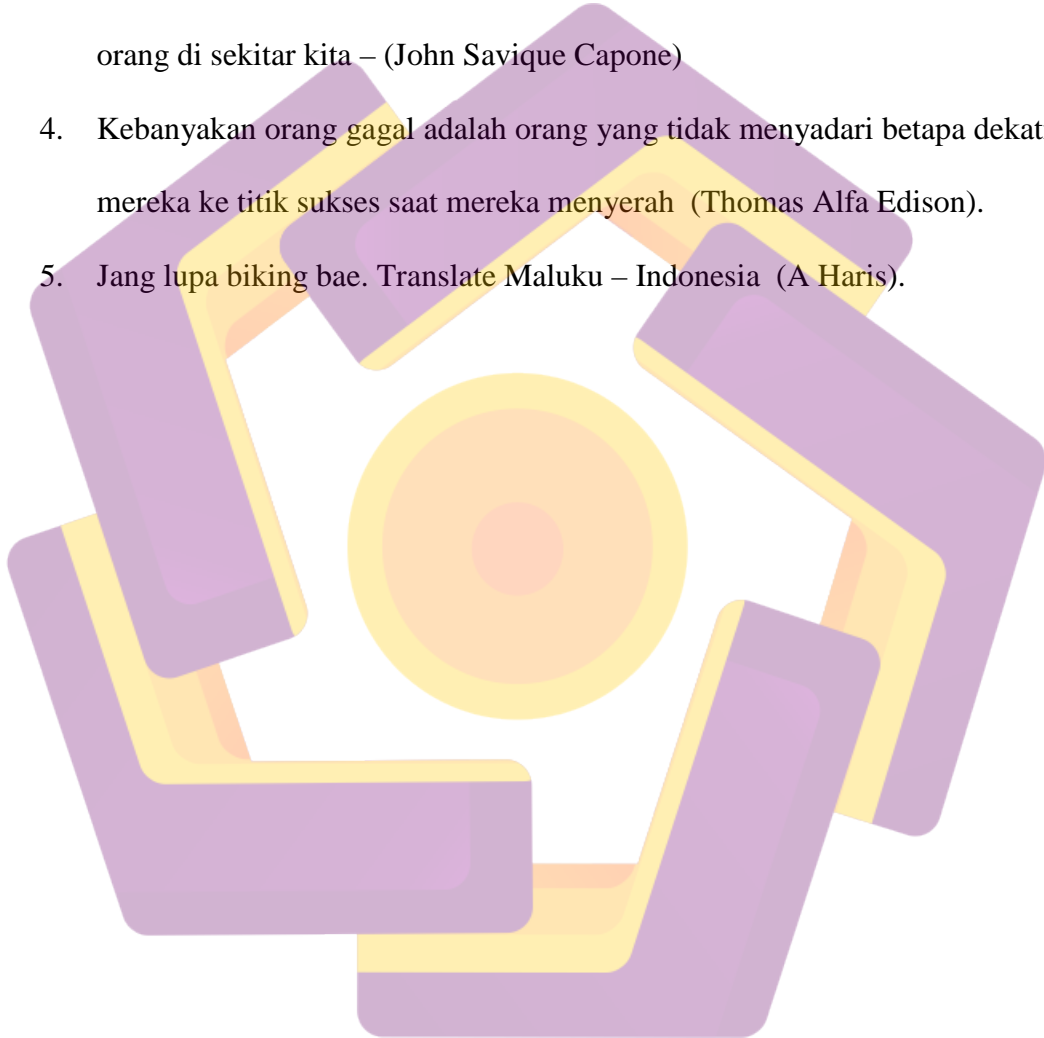 orang di sekitar kita – (John Savique Capone)
4. Kebanyakan orang gagal adalah orang yang tidak menyadari betapa dekat
mereka ke titik sukses saat mereka menyerah (Thomas Alfa Edison).
5. Jang lupa biking bae. Translate Maluku – Indonesia (A Haris).